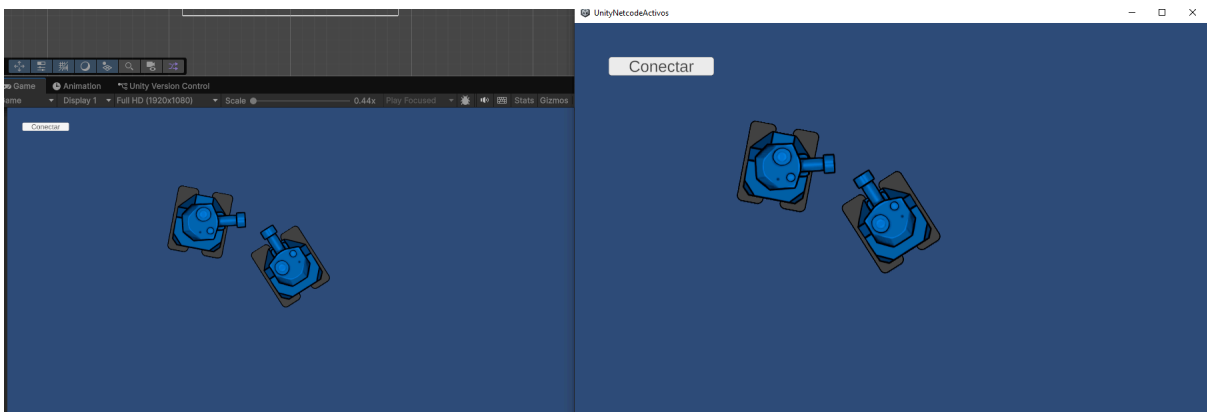 UnityNetcodeActivos
Game
Animation
Unity Version Control
Display 1
Full HD (1920x1080)
Scale
0.44x
Play Focused
Stats
Gizmos
Conectar
Conectar